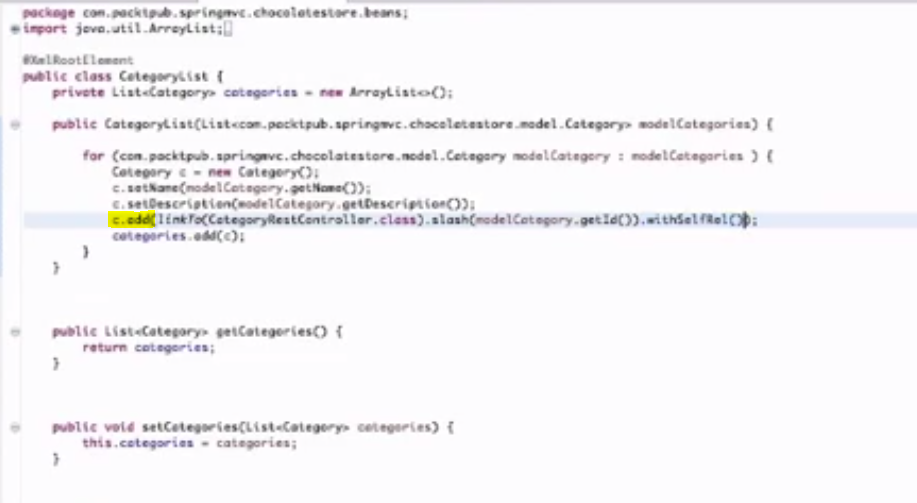 package com.packtpub.springmvc.chocolatestore.beans;
import java.util.ArrayList;
@XmlRootElement
public class CategoryList {
private List<Category> categories = new ArrayList<>();
public CategoryList(List<com.packtpub.springmvc.chocolatestore.model.Category> modelCategories) {
for (com.packtpub.springmvc.chocolatestore.model.Category modelCategory : modelCategories ) {
Category c = new Category();
c.setName(modelCategory.getName());
c.setDescription(modelCategory.getDescription());
c.add(linkTo(CategoryRestController.class).slash(modelCategory.getId()).withSelfRel());
categories.add(c);
}
}
public List<Category> getCategories() {
return categories;
}
public void setCategories(List<Category> categories) {
this.categories = categories;
}